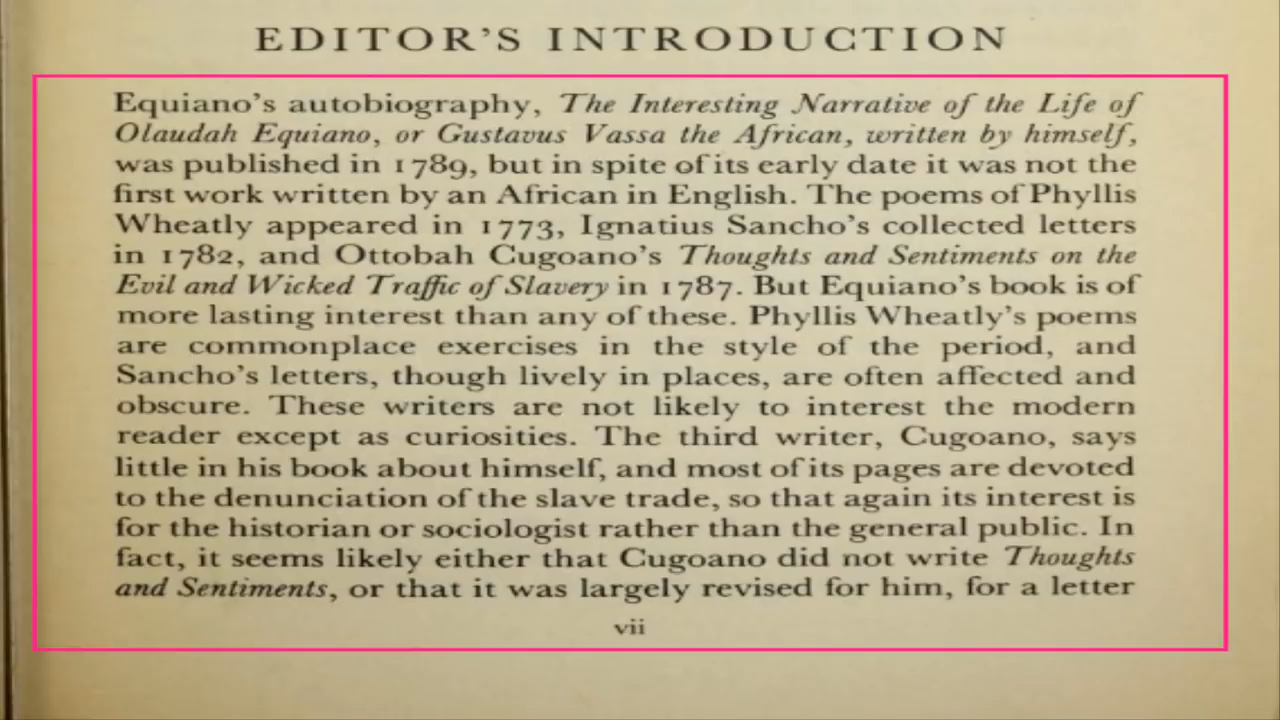 EDITOR'S INTRODUCTION
Equiano's autobiography, The Interesting Narrative of the Life of
Olaudah Equiano, or Gustavus Vassa the African, written by himself,
was published in 1789, but in spite of its early date it was not the
first work written by an African in English. The poems of Phyllis
Wheatly appeared in 1773, Ignatius Sancho's collected letters
in 1782, and Ottobah Cugoano's Thoughts and Sentiments on the
Evil and Wicked Traffic of Slavery in 1787. But Equiano's book is of
more lasting interest than any of these. Phyllis Wheatly's poems
are commonplace exercises in the style of the period, and
Sancho's letters, though lively in places, are often affected and
obscure. These writers are not likely to interest the modern
reader except as curiosities. The third writer, Cugoano, says
little in his book about himself, and most of its pages are devoted
to the denunciation of the slave trade, so that again its interest is
for the historian or sociologist rather than the general public. In
fact, it seems likely either that Cugoano did not write Thoughts
and Sentiments, or that it was largely revised for him, for a letter
vii